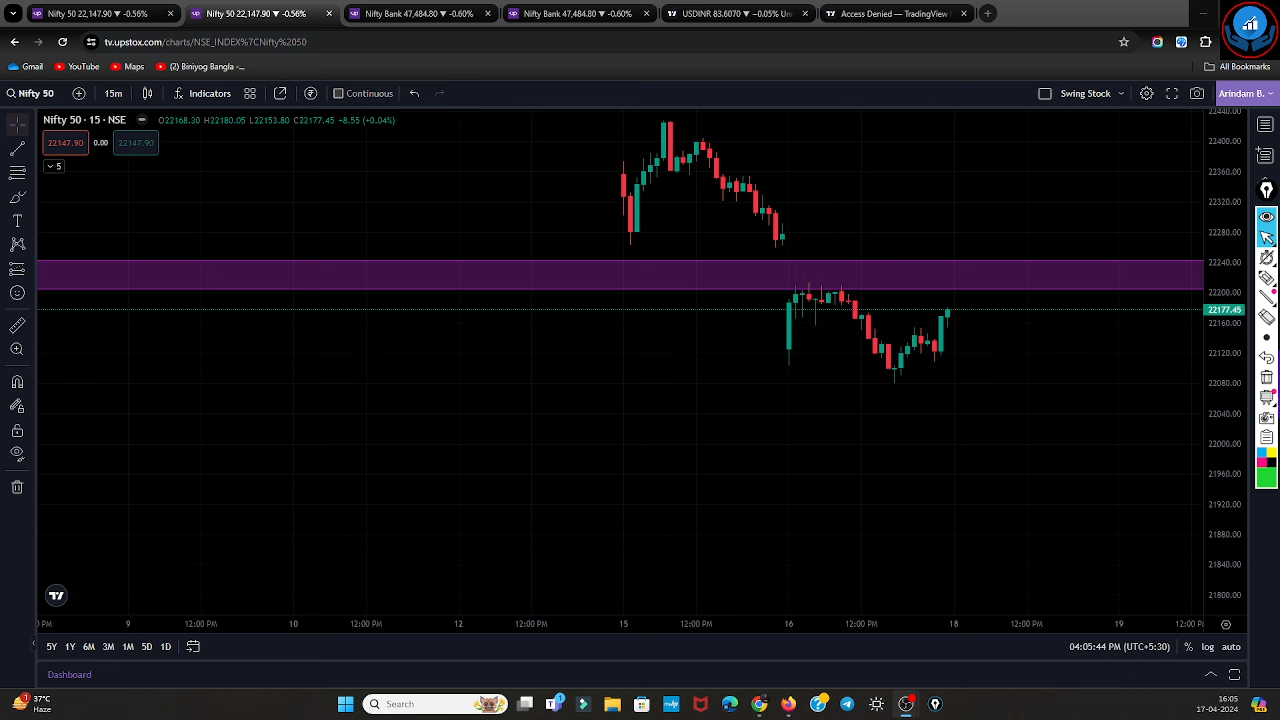 Nifty 50 22,147.90 ▼ −0.56%
Nifty 50 22,147.90 ▼ −0.56%
Nifty Bank 47,484.80 ▼ −0.60%
Nifty Bank 47,484.80 ▼ −0.60%
USDINR 83.6070 ▼ −0.05% Un
Access Denied — TradingView
tv.upstox.com/charts/NSE_INDEX%7CNifty%2050
Gmail
YouTube
Maps
(2) Biniyog Bangla -...
All Bookmarks
Nifty 50
15m
Indicators
Continuous
Swing Stock
Arindam B.
Nifty 50 · 15 · NSE
O22168.30 H22180.05 L22153.80 C22177.45 +8.55 (+0.04%)
22147.90
0.00
22147.90
5
22440.00
22400.00
22360.00
22320.00
22280.00
22240.00
22200.00
22177.45
22160.00
22120.00
22080.00
22040.00
22000.00
21960.00
21920.00
21880.00
21840.00
21800.00
PM
9
12:00 PM
10
12:00 PM
12
12:00 PM
15
12:00 PM
16
12:00 PM
18
12:00 PM
19
12:00 P
5Y 1Y 6M 3M 1M 5D 1D
04:05:44 PM (UTC+5:30)
% log auto
Dashboard
1
37°C
Haze
Search
1
16:05
17-04-2024